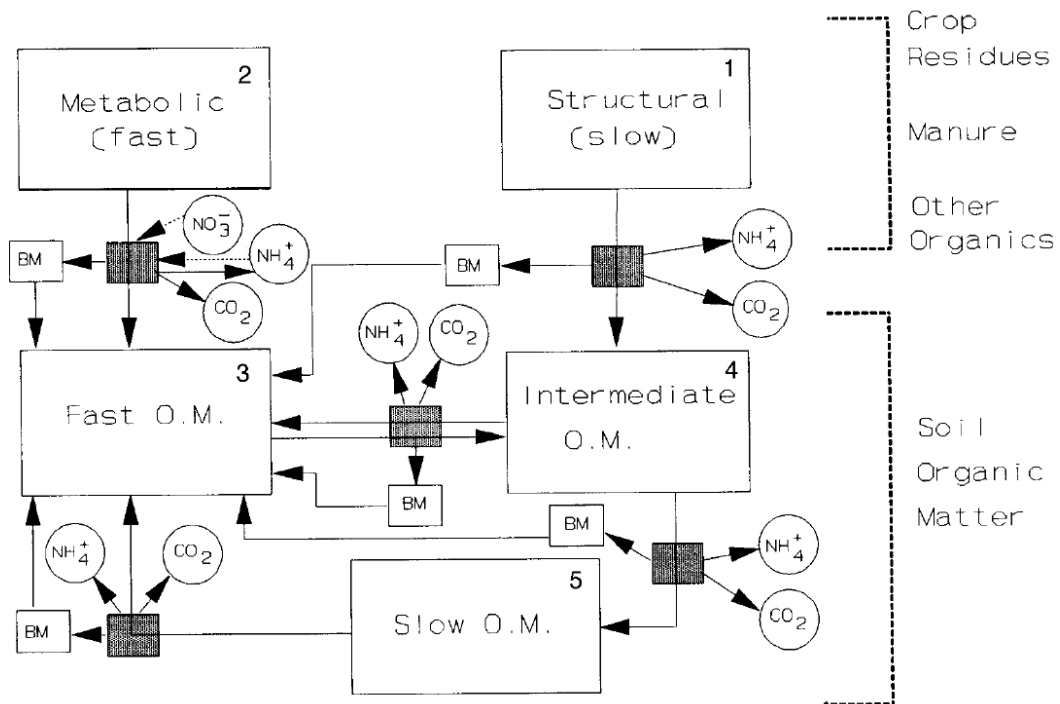 2
Metabolic
(fast)
1
Structural
(slow)
Crop
Residues
Manure
Other
Organics
NO3−
NH4+
BM
CO2
BM
NH4+
CO2
3
Fast O.M.
NH4+
CO2
4
Intermediate
O.M.
BM
Soil
Organic
Matter
BM
NH4+
CO2
NH4+
CO2
BM
5
Slow O.M.